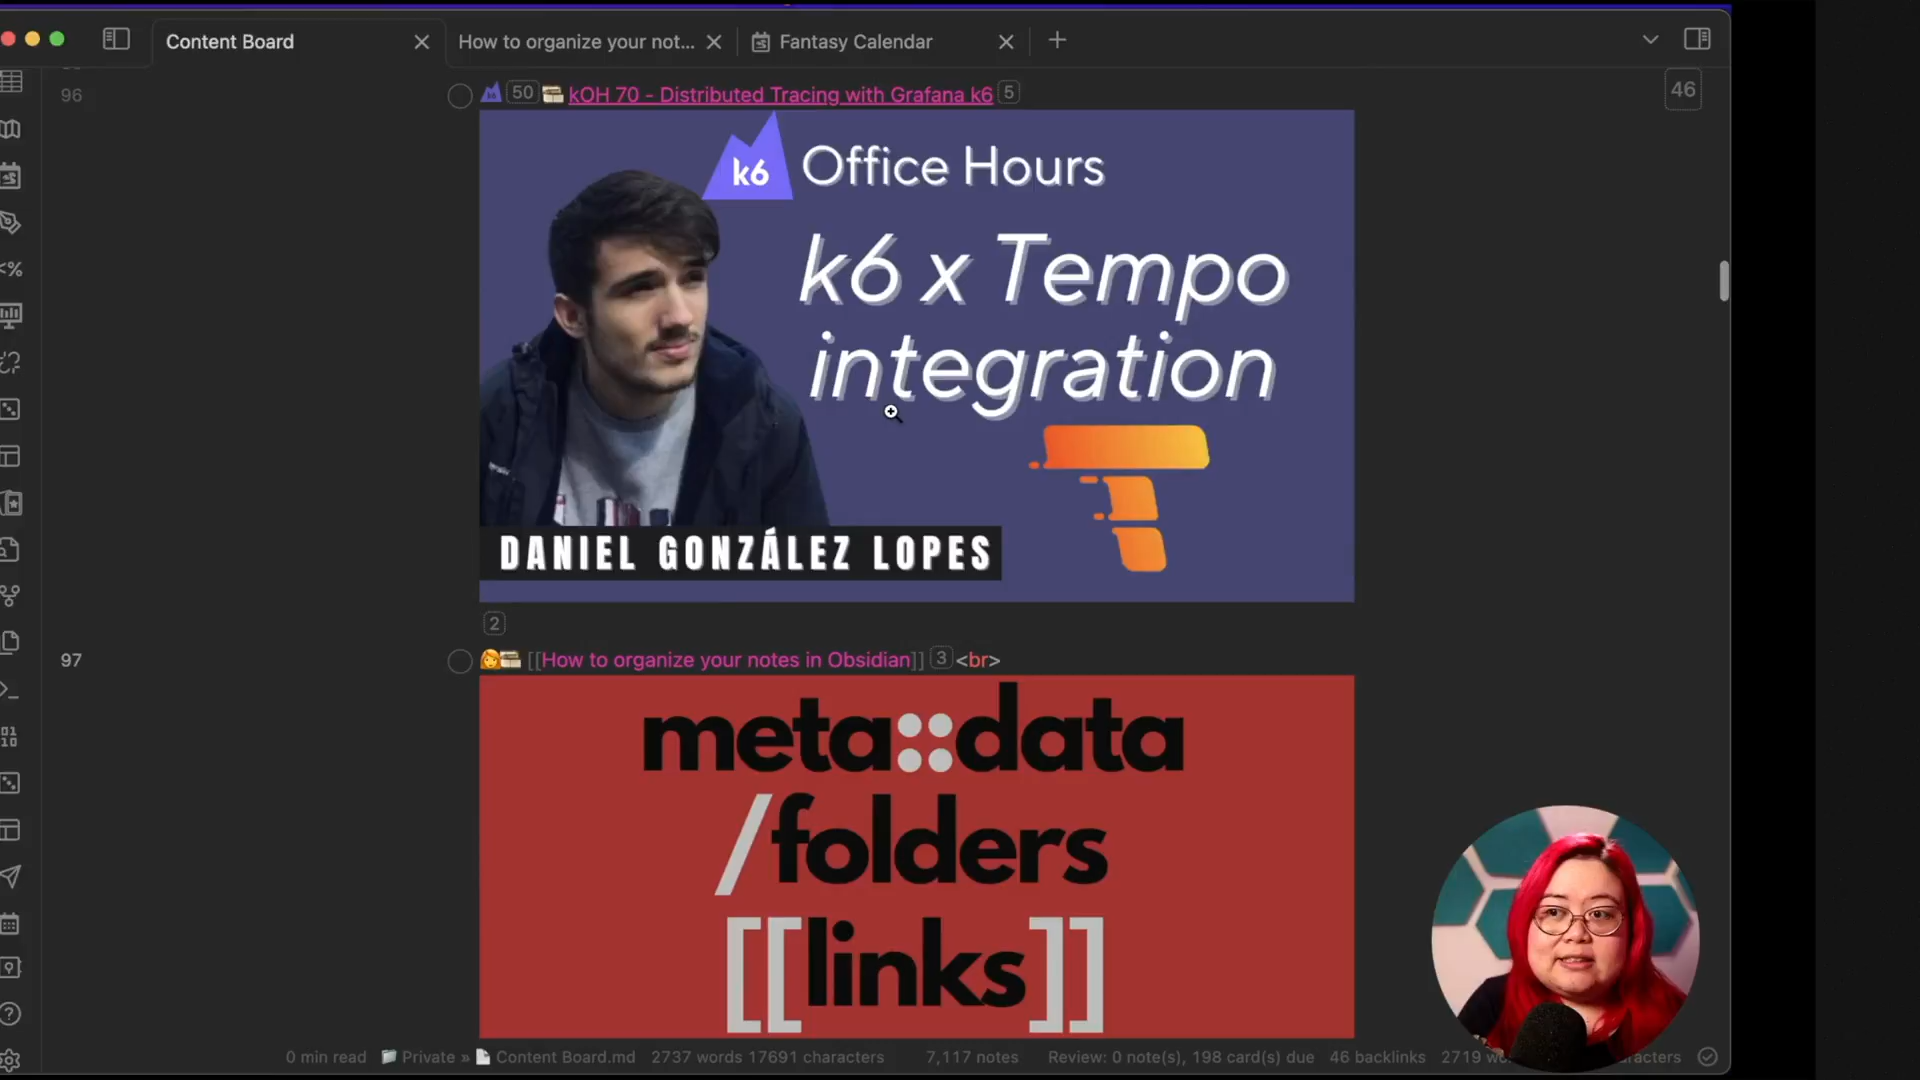 Content Board
How to organize your not...
Fantasy Calendar
96
50 kOH 70 - Distributed Tracing with Grafana k6 5
46
k6 Office Hours
k6 x Tempo
integration
DANIEL GONZÁLEZ LOPES
2
97
[[How to organize your notes in Obsidian]] 3 <br>
meta::data
/folders
[[links]]
0 min read Private » Content Board.md 2737 words 17691 characters 7,117 notes Review: 0 note(s), 198 card(s) due 46 backlinks 2719